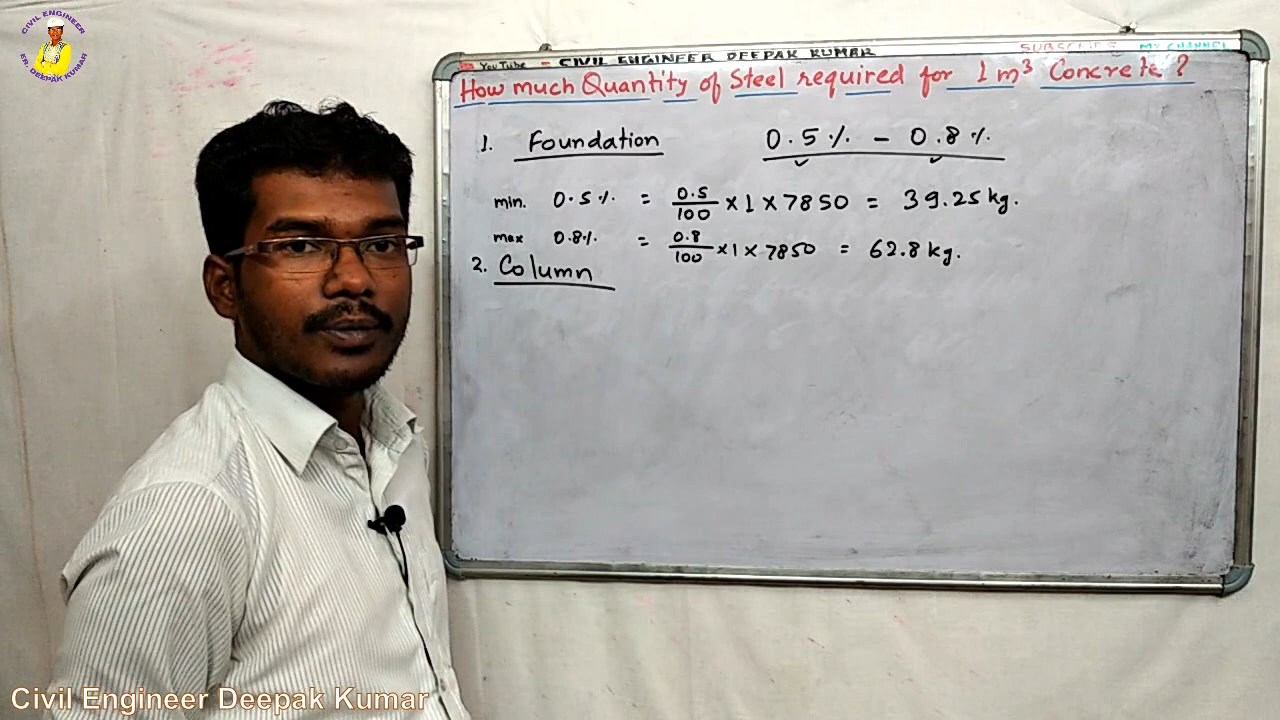 CIVIL ENGINEER
ER. DEEPAK KUMAR
YouTube - CIVIL ENGINEER DEEPAK KUMAR SUBSCRIBE MY CHANNEL
How much Quantity of Steel required for 1 m³ Concrete ?
1. Foundation 0.5% - 0.8%
min. 0.5% = 0.5/100 × 1 × 7850 = 39.25 kg.
max 0.8% = 0.8/100 × 1 × 7850 = 62.8 kg.
2. Column
Civil Engineer Deepak Kumar